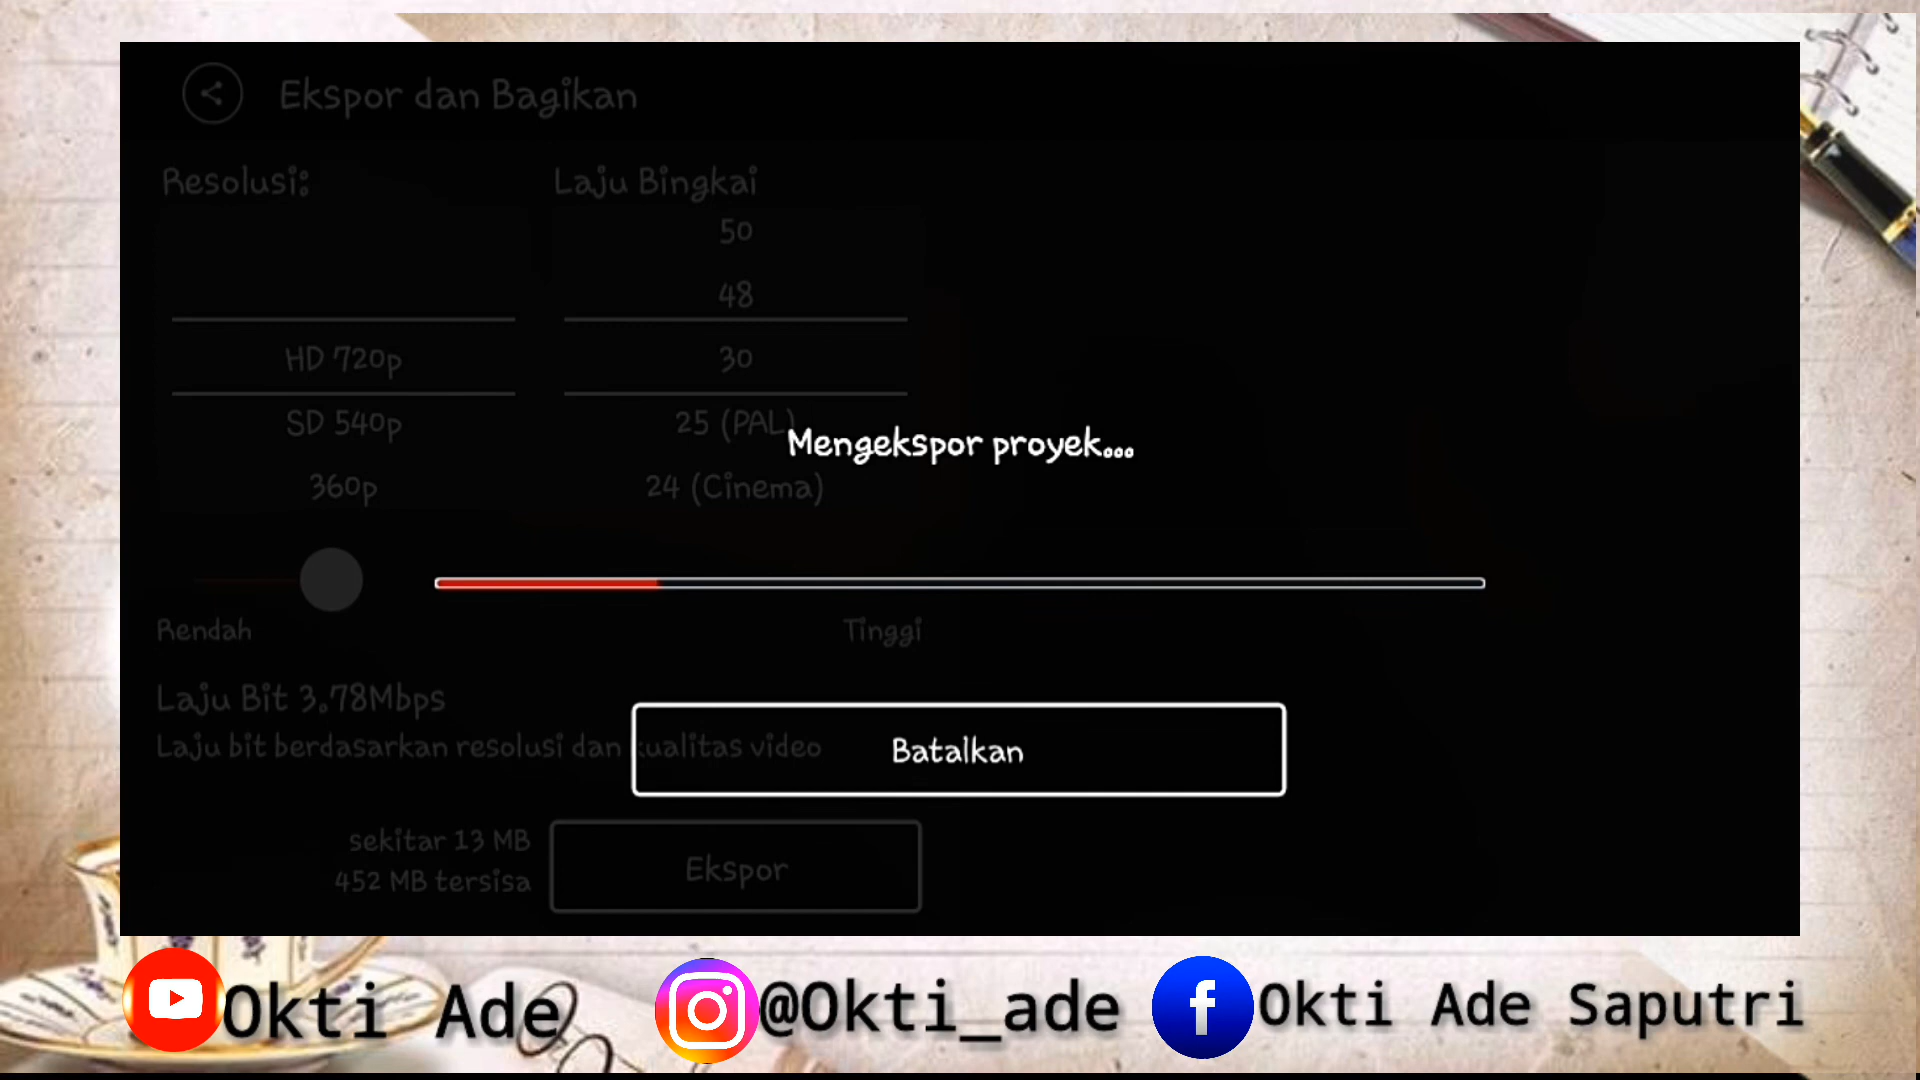 Ekspor dan Bagikan
Resolusi:
Laju Bingkai
50
48
HD 720p
30
SD 540p
25 (PAL)
Mengekspor proyek...
360p
24 (Cinema)
Rendah
Tinggi
Laju Bit 3.78Mbps
Laju bit berdasarkan resolusi dan kualitas video
Batalkan
sekitar 13 MB
452 MB tersisa
Ekspor
Okti Ade
@Okti_ade
Okti Ade Saputri